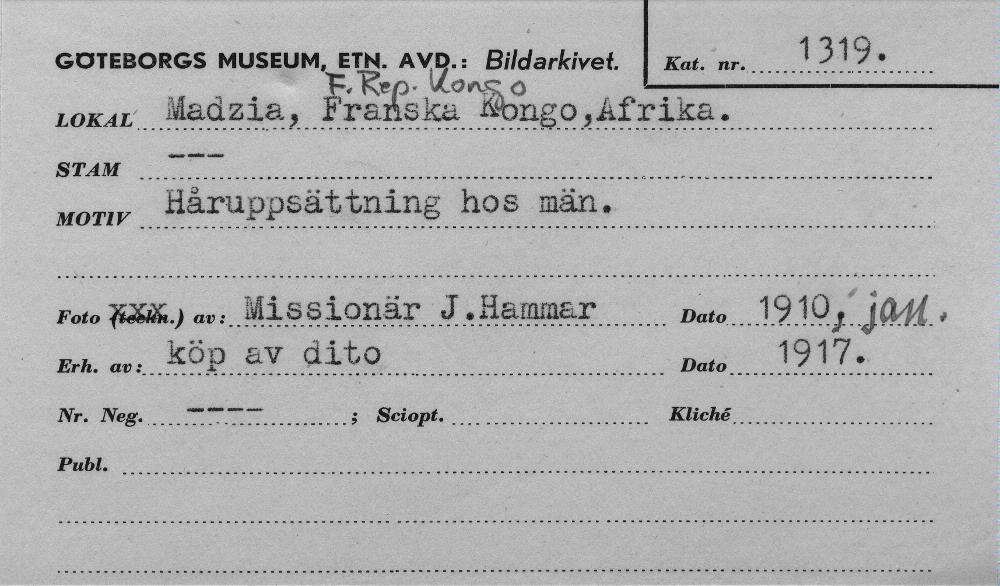 GÖTEBORGS MUSEUM, ETN. AVD.: Bildarkivet.
Kat. nr. 1319.
F. Rep. Kongo
LOKAL Madzia, Franska Kongo, Afrika.
STAM ---
MOTIV Håruppsättning hos män.
Foto (teckn.) av: Missionär J. Hammar Dato 1910, jan.
Erh. av: köp av dito Dato 1917.
Nr. Neg. ---- ; Sciopt. Kliché
Publ.